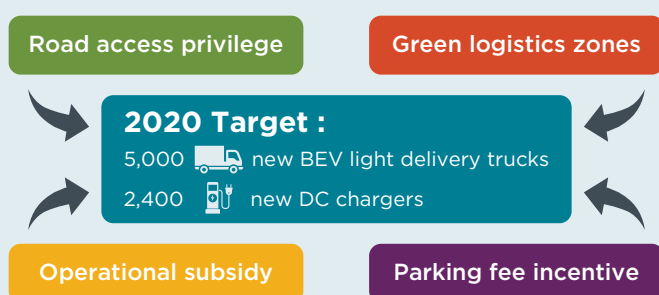 Road access privilege
Green logistics zones
2020 Target :
5,000 new BEV light delivery trucks
2,400 new DC chargers
Operational subsidy
Parking fee incentive